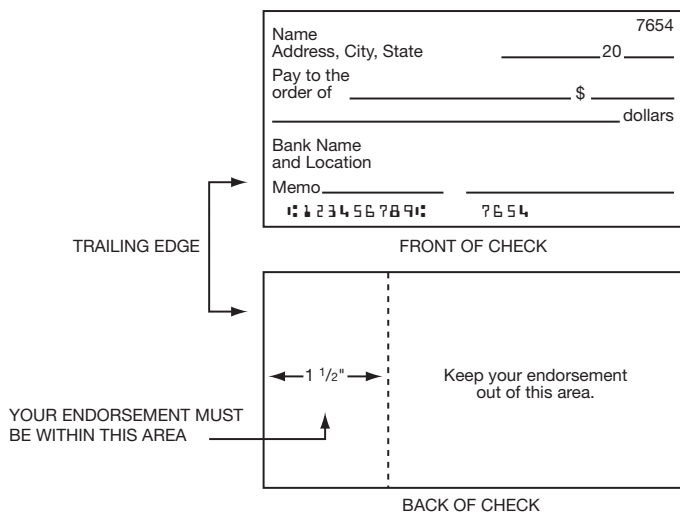 7654
Name
Address, City, State 20
Pay to the
order of $
dollars
Bank Name
and Location
Memo
⑆123456789⑆ 7654
TRAILING EDGE
FRONT OF CHECK
1 1/2"
Keep your endorsement
out of this area.
YOUR ENDORSEMENT MUST
BE WITHIN THIS AREA
BACK OF CHECK